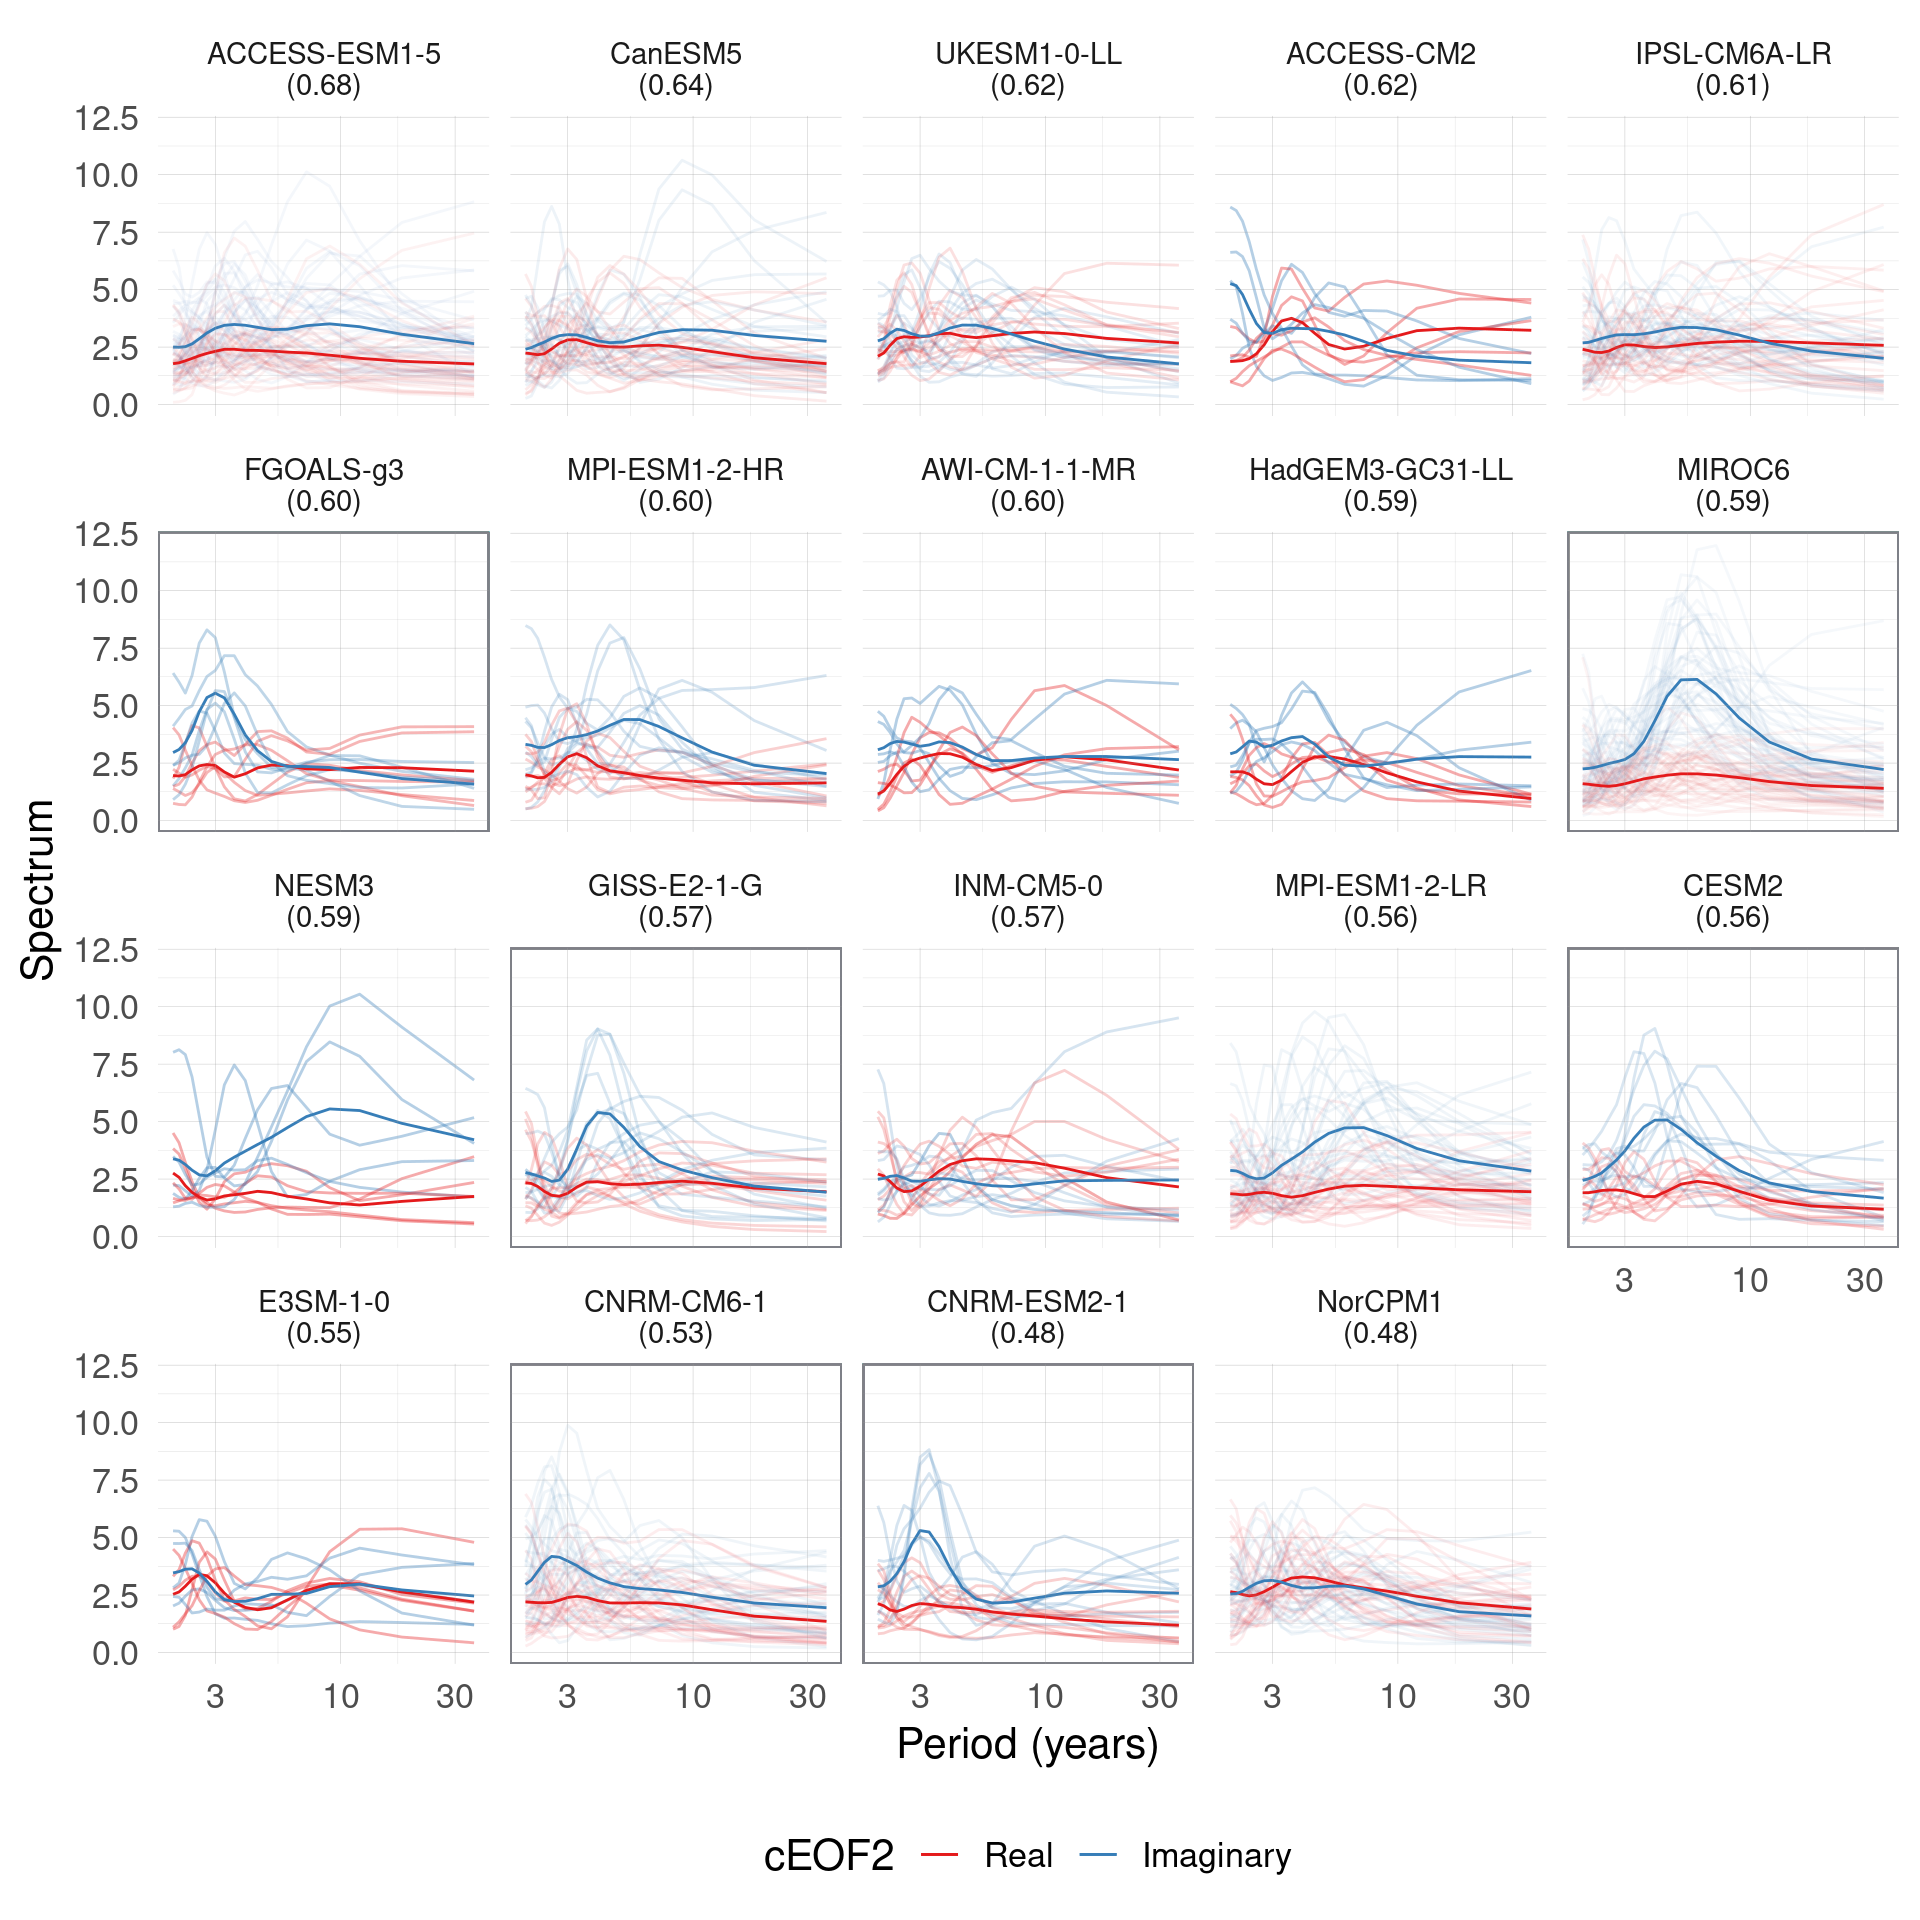 ACCESS-ESM1-5 CanESM5 UKESM1-0-LL ACCESS-CM2 IPSL-CM6A-LR
(0.68) (0.64) (0.62) (0.62) (0.61)
12.5
10.0
7.5
5.0
2.5
0.0
FGOALS-g3 MPI-ESM1-2-HR AWI-CM-1-1-MR HadGEM3-GC31-LL MIROC6
(0.60) (0.60) (0.60) (0.59) (0.59)
12.5
10.0
7.5
5.0
2.5
0.0
Spectrum
NESM3 GISS-E2-1-G INM-CM5-0 MPI-ESM1-2-LR CESM2
(0.59) (0.57) (0.57) (0.56) (0.56)
12.5
10.0
7.5
5.0
2.5
0.0
3 10 30
E3SM-1-0 CNRM-CM6-1 CNRM-ESM2-1 NorCPM1
(0.55) (0.53) (0.48) (0.48)
12.5
10.0
7.5
5.0
2.5
0.0
3 10 30 3 10 30 3 10 30 3 10 30
Period (years)
cEOF2 Real Imaginary